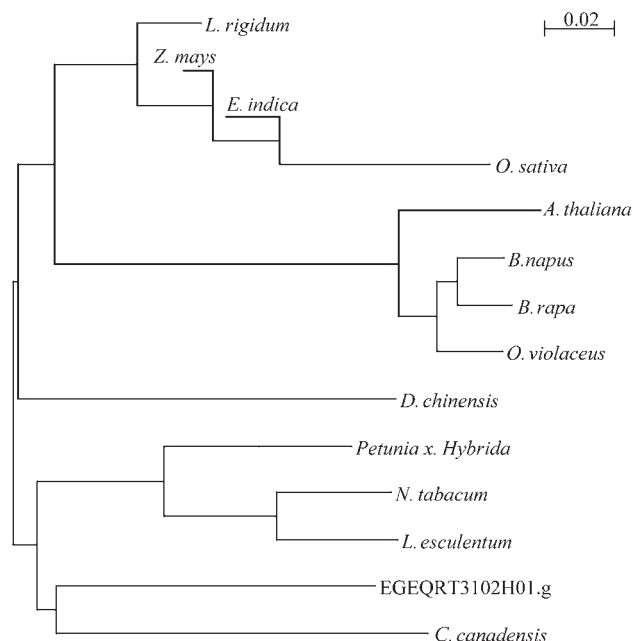 L. rigidum
0.02
Z. mays
E. indica
O. sativa
A. thaliana
B.napus
B. rapa
O. violaceus
D. chinensis
Petunia x. Hybrida
N. tabacum
L. esculentum
EGEQRT3102H01.g
C. canadensis